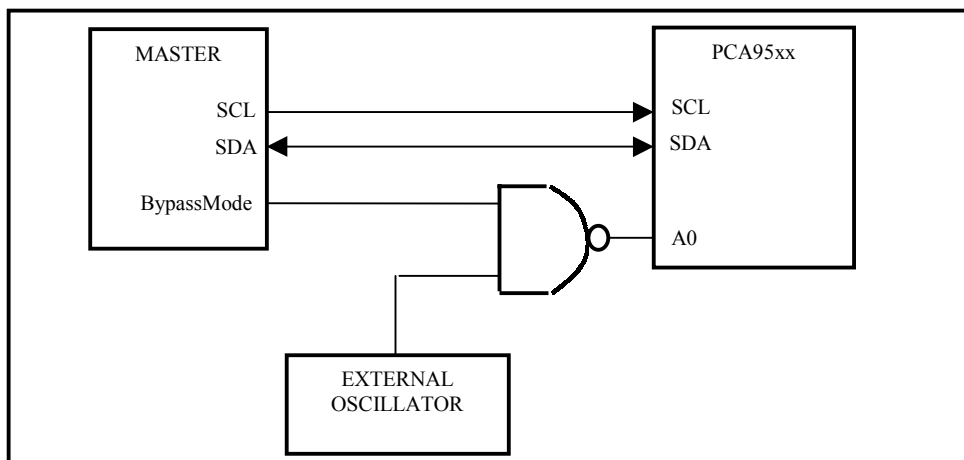 MASTER
SCL
SDA
BypassMode
PCA95xx
SCL
SDA
A0
EXTERNAL
OSCILLATOR